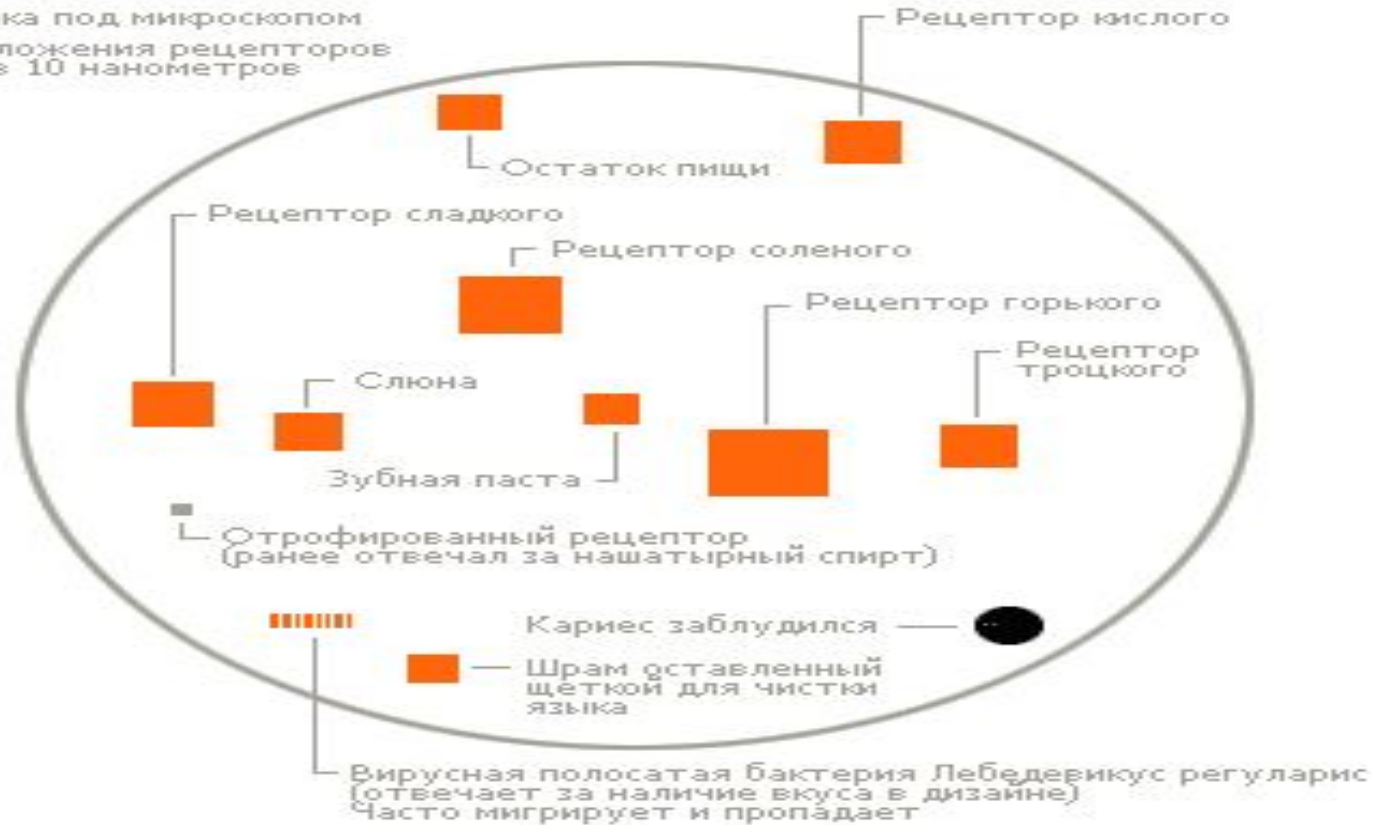 ка под микроскопом
ложения рецепторов
в 10 нанометров
Рецептор кислого
Остаток пищи
Рецептор сладкого
Рецептор соленого
Рецептор горького
Рецептор
троцкого
Слюна
Зубная паста
Отрофированный рецептор
(ранее отвечал за нашатырный спирт)
Кариес заблудился
Шрам оставленный
щеткой для чистки
языка
Вирусная полосатая бактерия Лебедевикус регуларис
(отвечает за наличие вкуса в дизайне)
Часто мигрирует и пропадает